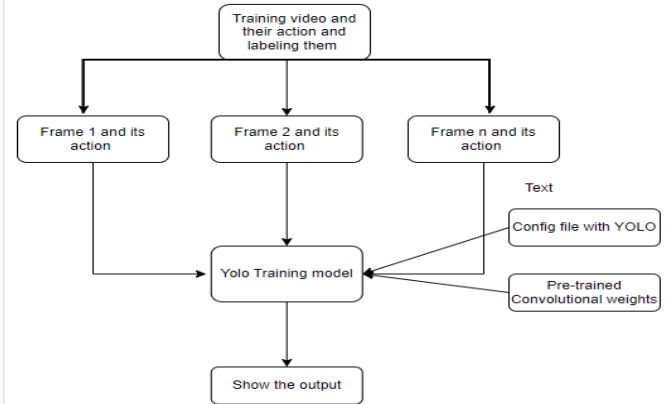 Training video and
their action and
labeling them
Frame 1 and its
action
Frame 2 and its
action
Frame n and its
action
Text
Config file with YOLO
Yolo Training model
Pre-trained
Convolutional weights
Show the output